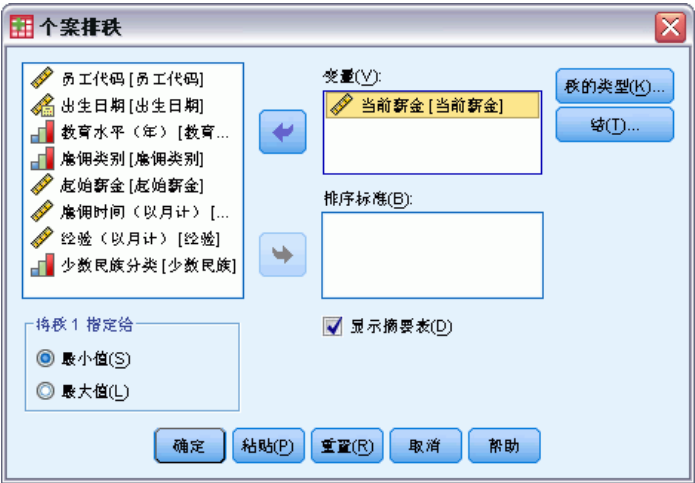 个案排秩
员工代码 [员工代码]
出生日期 [出生日期]
教育水平（年） [教育...
雇佣类别 [雇佣类别]
起始薪金 [起始薪金]
雇佣时间（以月计） [...
经验（以月计） [经验]
少数民族分类 [少数民族]
变量(V):
当前薪金 [当前薪金]
秩的类型(K)...
结(T)...
排序标准(B):
将秩 1 指定给
最小值(S)
最大值(L)
显示摘要表(D)
确定
粘贴(P)
重置(R)
取消
帮助